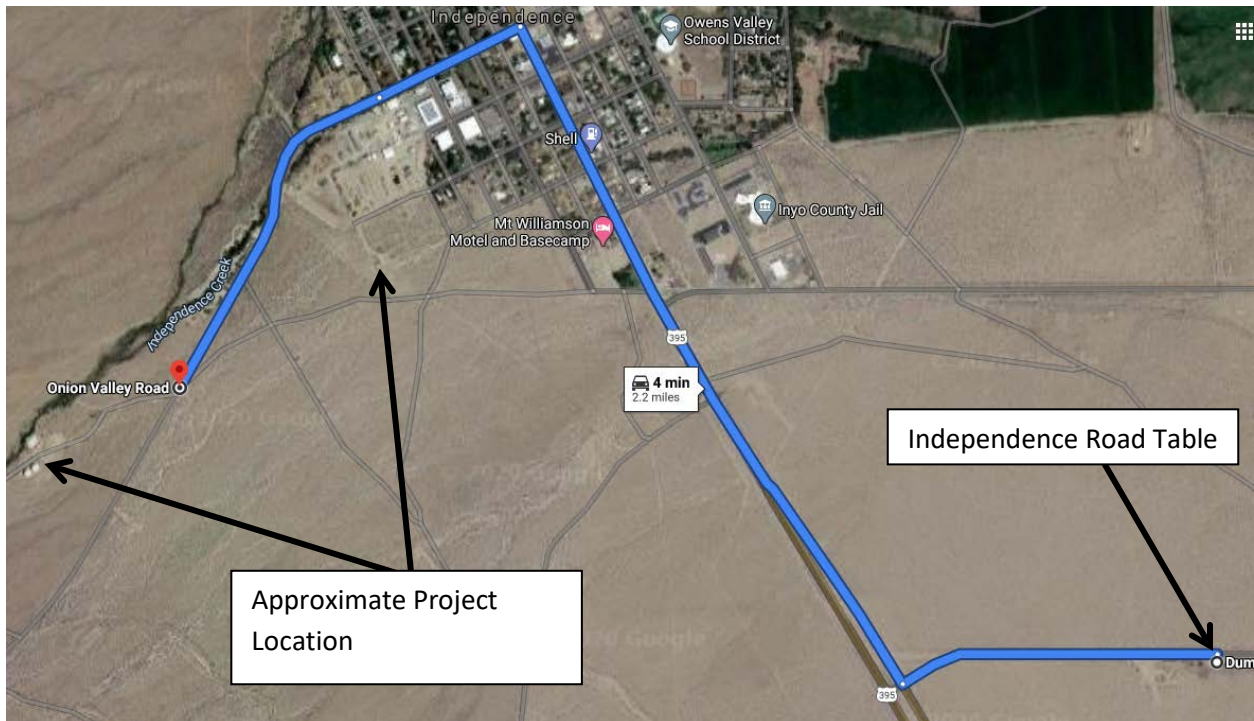 Independence
Owens Valley
School District
Shell
Inyo County Jail
Mt Williamson
Motel and Basecamp
Independence Creek
395
4 min
2.2 miles
Onion Valley Road
Independence Road Table
Approximate Project
Location
Dum
395